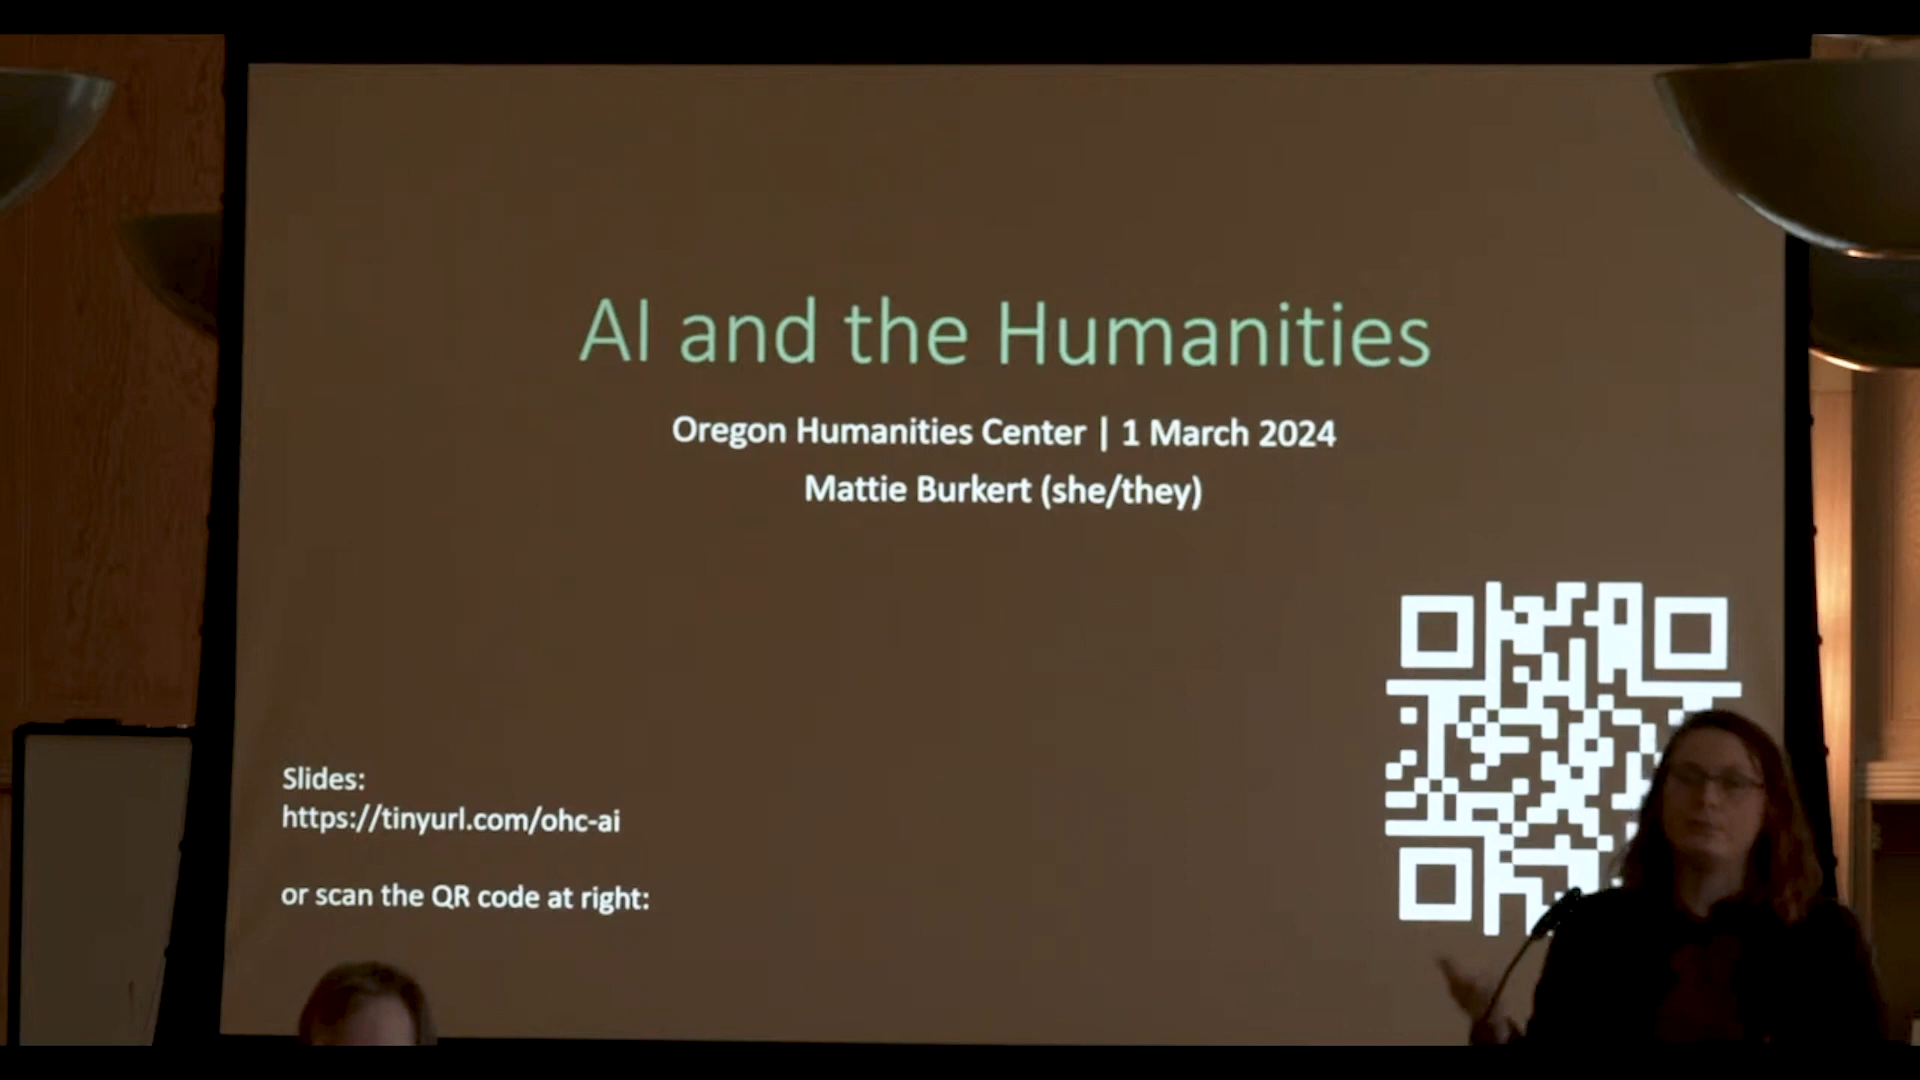 AI and the Humanities
Oregon Humanities Center | 1 March 2024
Mattie Burkert (she/they)
Slides:
https://tinyurl.com/ohc-ai
or scan the QR code at right: